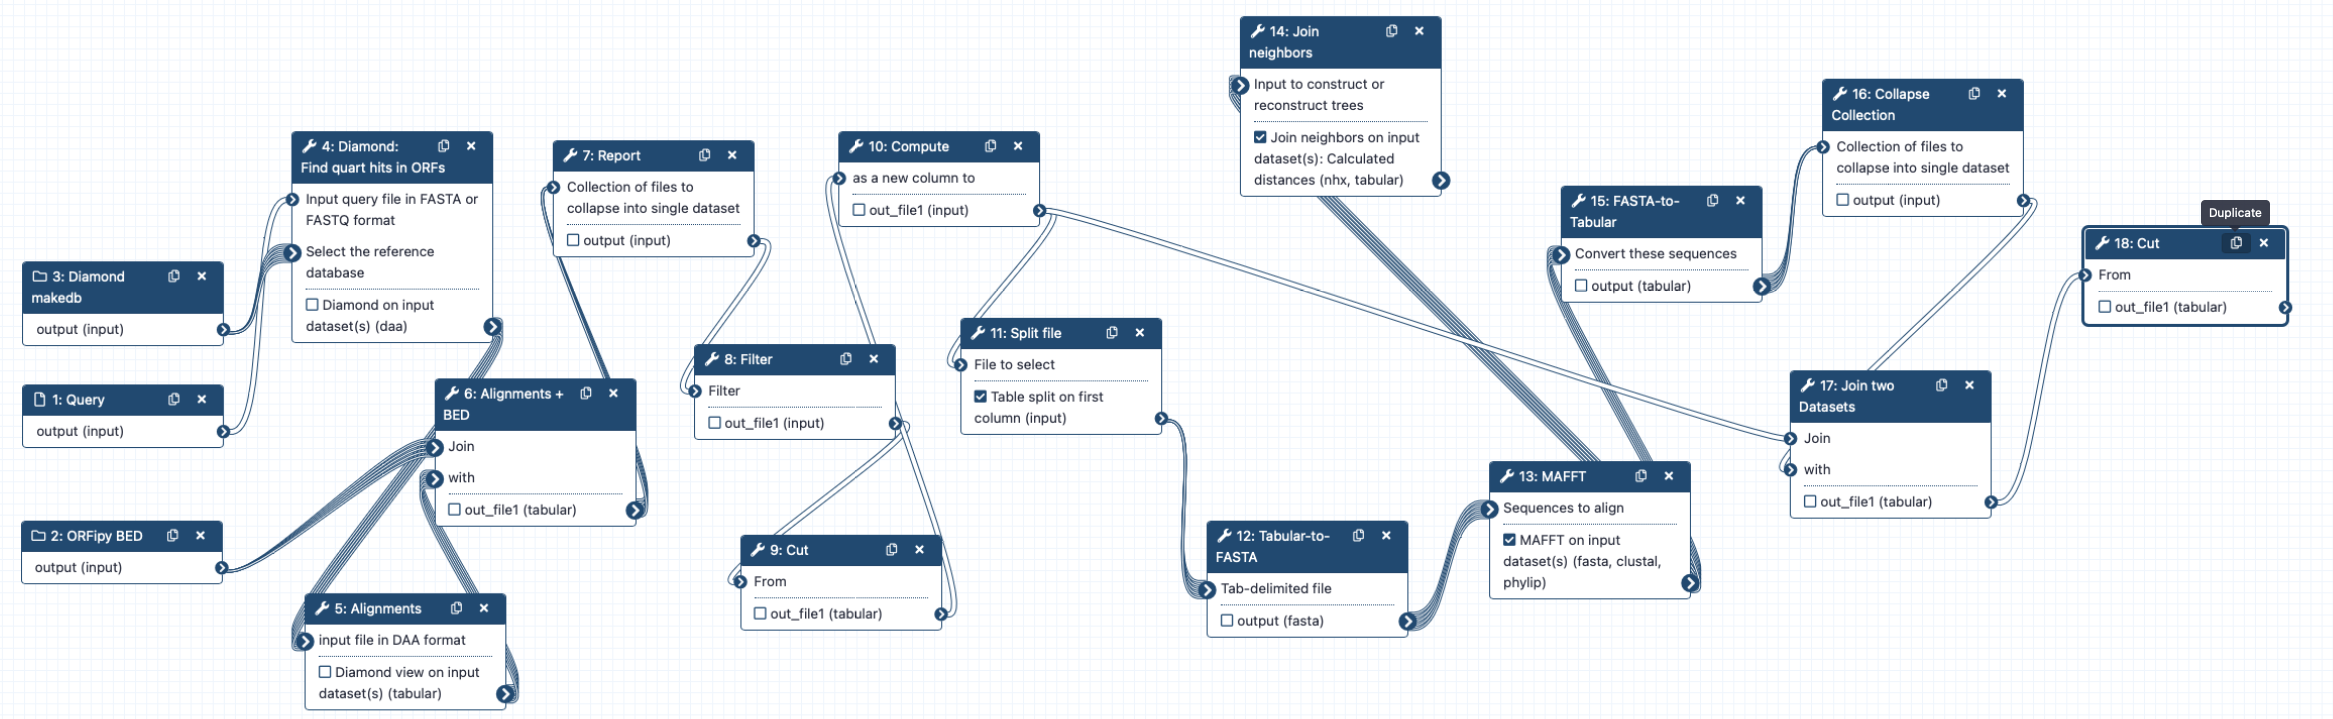 3: Diamond
makedb
output (input)
1: Query
output (input)
2: ORFipy BED
output (input)
4: Diamond:
Find quart hits in ORFs
Input query file in FASTA or
FASTQ format
Select the reference
database
Diamond on input
dataset(s) (daa)
5: Alignments
input file in DAA format
Diamond view on input
dataset(s) (tabular)
6: Alignments +
BED
Join
with
out_file1 (tabular)
7: Report
Collection of files to
collapse into single dataset
output (input)
8: Filter
Filter
out_file1 (input)
9: Cut
From
out_file1 (tabular)
10: Compute
as a new column to
out_file1 (input)
11: Split file
File to select
Table split on first
column (input)
12: Tabular-to-
FASTA
Tab-delimited file
output (fasta)
13: MAFFT
Sequences to align
MAFFT on input
dataset(s) (fasta, clustal,
phylip)
14: Join
neighbors
Input to construct or
reconstruct trees
Join neighbors on input
dataset(s): Calculated
distances (nhx, tabular)
15: FASTA-to-
Tabular
Convert these sequences
output (tabular)
16: Collapse
Collection
Collection of files to
collapse into single dataset
output (input)
17: Join two
Datasets
Join
with
out_file1 (tabular)
Duplicate
18: Cut
From
out_file1 (tabular)